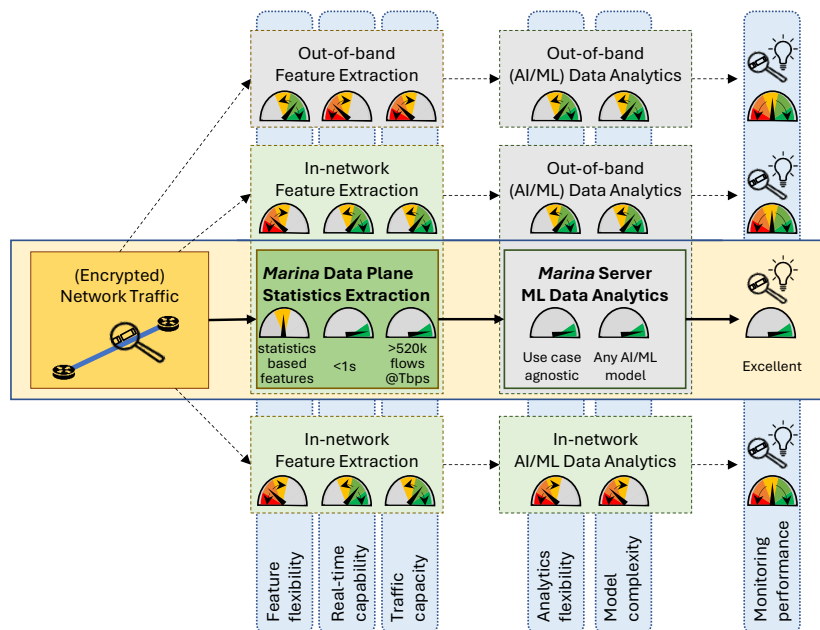 Out-of-band
Feature Extraction
Out-of-band
(AI/ML) Data Analytics
In-network
Feature Extraction
Out-of-band
(AI/ML) Data Analytics
(Encrypted)
Network Traffic
Marina Data Plane
Statistics Extraction
statistics
based
features
<1s
>520k
flows
@Tbps
Marina Server
ML Data Analytics
Use case
agnostic
Any AI/ML
model
Excellent
In-network
Feature Extraction
In-network
AI/ML Data Analytics
Feature
flexibility
Real-time
capability
Traffic
capacity
Analytics
flexibility
Model
complexity
Monitoring
performance